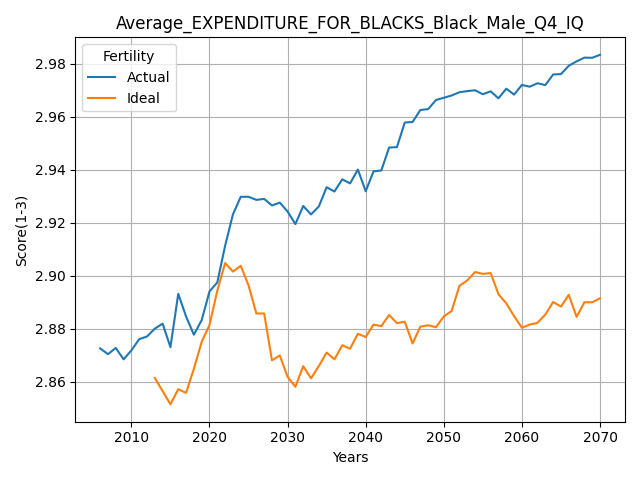 Average_EXPENDITURE_FOR_BLACKS_Black_Male_Q4_IQ
Fertility
Actual
Ideal
2.98
2.96
2.94
2.92
2.90
2.88
2.86
Score(1-3)
2010 2020 2030 2040 2050 2060 2070
Years